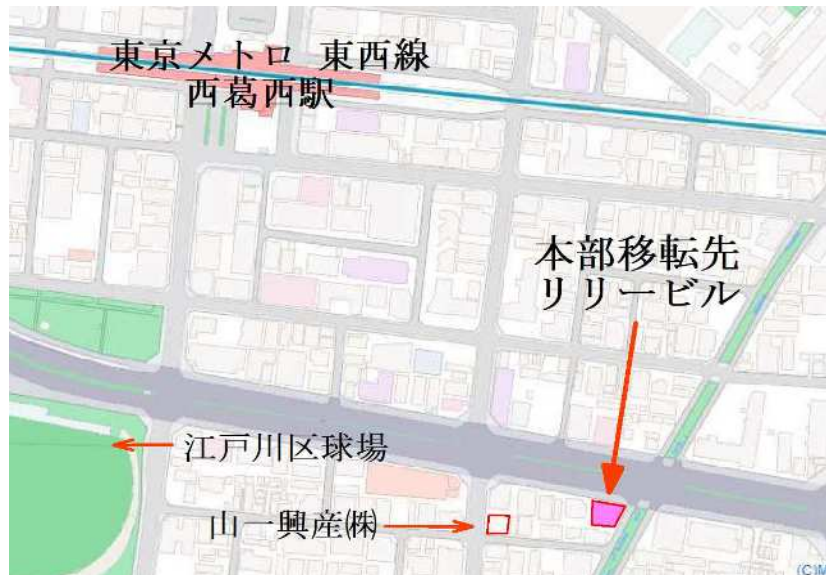 東京メトロ 東西線
西葛西駅
本部移転先
リリービル
江戸川区球場
山一興産㈱
(C)M